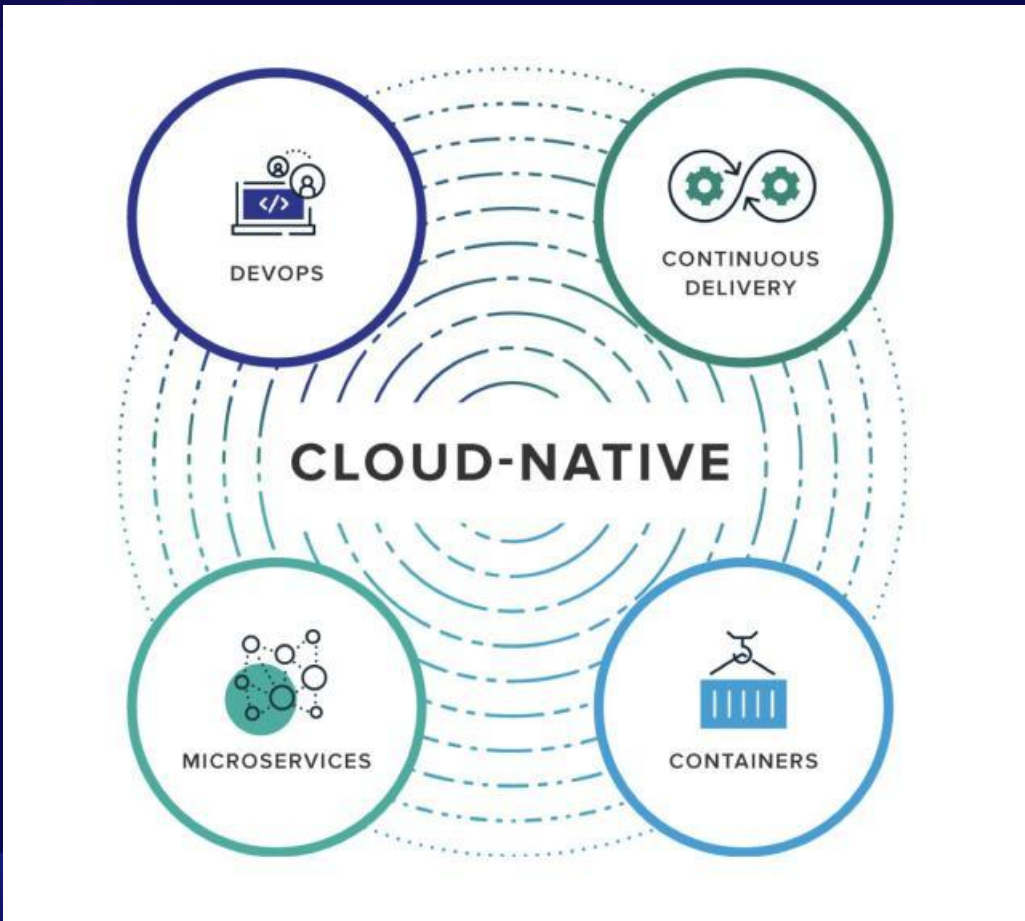 </>
DEVOPS
CONTINUOUS
DELIVERY
CLOUD-NATIVE
MICROSERVICES
CONTAINERS